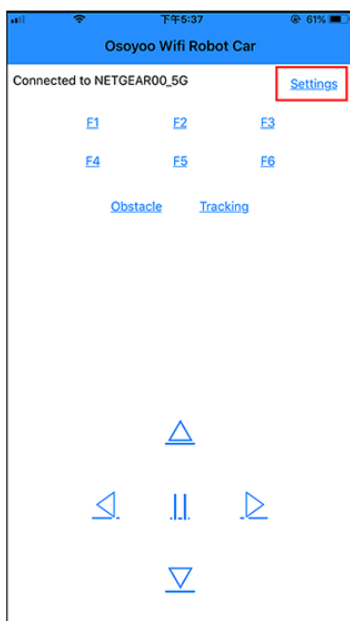 下午5:37
61%
Osoyoo Wifi Robot Car
Connected to NETGEAR00_5G
Settings
F1 F2 F3
F4 F5 F6
Obstacle Tracking